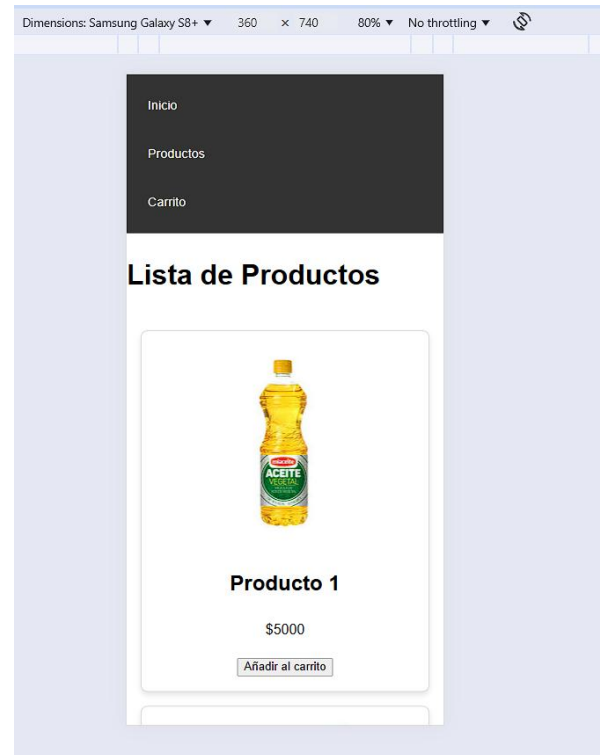 Dimensions: Samsung Galaxy S8+ ▼ 360 × 740 80% ▼ No throttling ▼
Inicio
Productos
Carrito
Lista de Productos
ACEITE
VEGETAL
Producto 1
$5000
Añadir al carrito